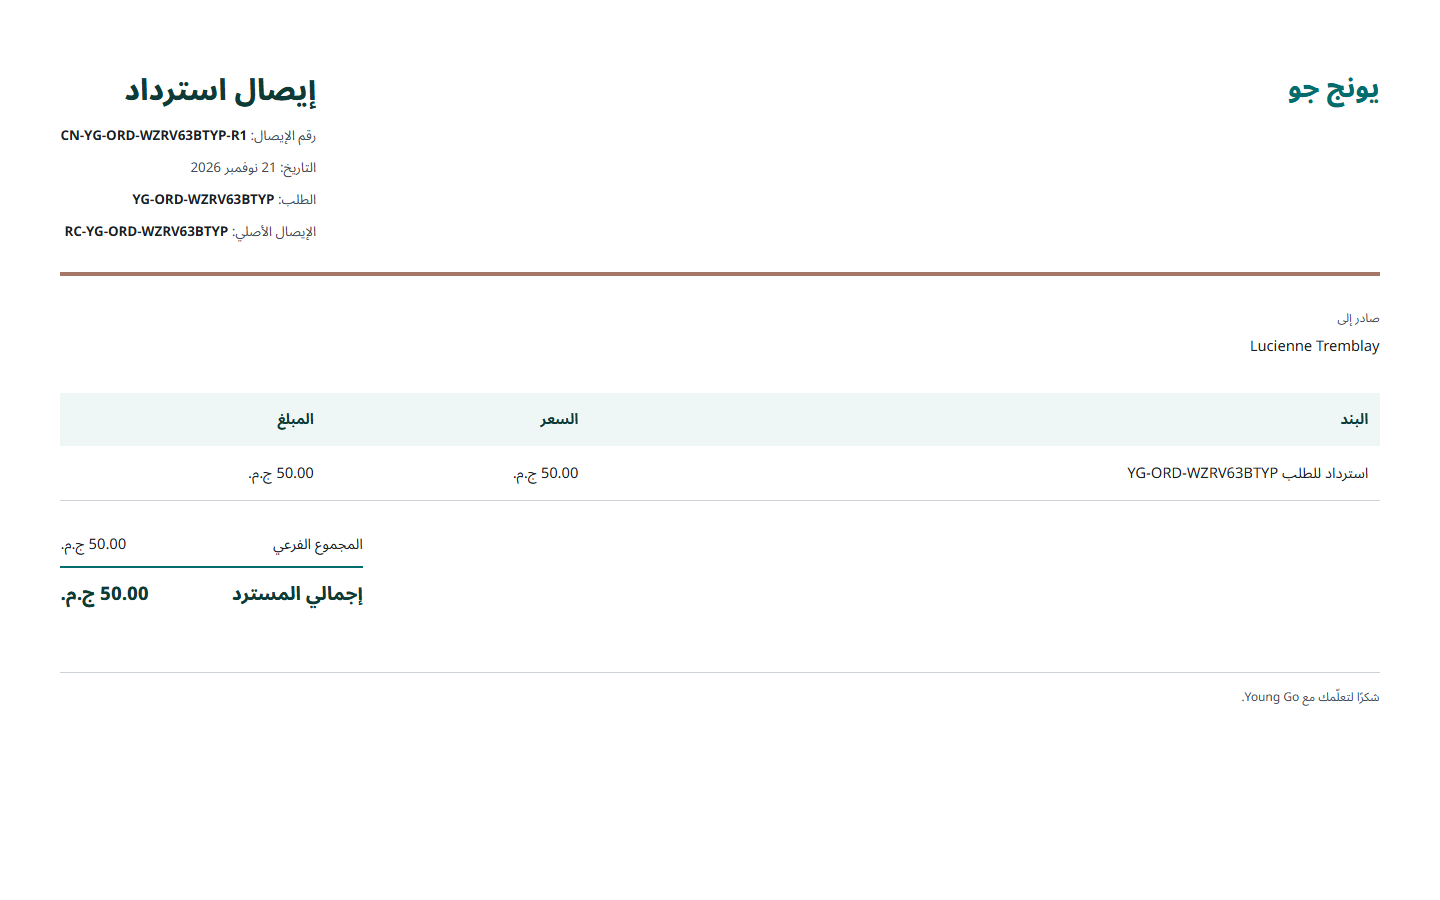 يونج جو
إيصال استرداد
رقم الإيصال: CN-YG-ORD-WZRV63BTYP-R1
التاريخ: 21 نوفمبر 2026
الطلب: YG-ORD-WZRV63BTYP
الإيصال الأصلي: RC-YG-ORD-WZRV63BTYP
صادر إلى
Lucienne Tremblay
البند السعر المبلغ
استرداد للطلب YG-ORD-WZRV63BTYP 50.00 ج.م. 50.00 ج.م.
المجموع الفرعي 50.00 ج.م.
إجمالي المسترد 50.00 ج.م.
شكرًا لتعلّمك مع Young Go.